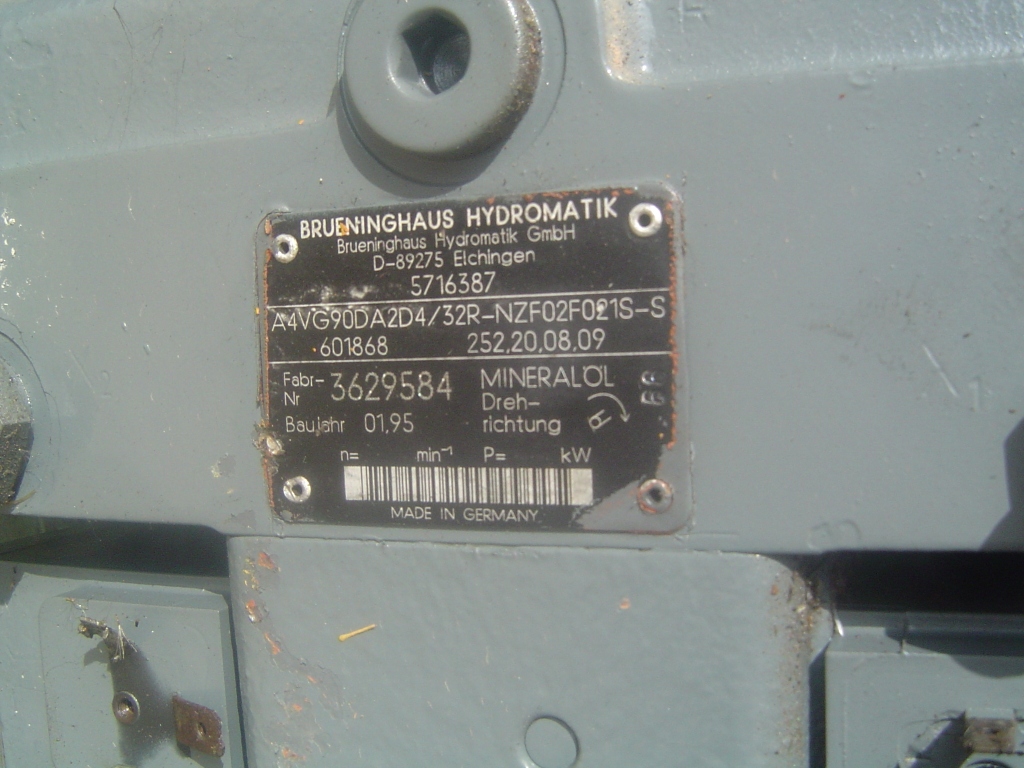 BRUENINGHAUS HYDROMATIK
Brueninghaus Hydromatik GmbH
D-89275 Elchingen
5716387
A4VG90DA2D4/32R-NZF02F021S-S
601868 252,20,08,09
Fabr- 3629584 MINERALÖL
Nr Dreh-
Baujahr 01,95 richtung R
n= min⁻¹ P= kW
MADE IN GERMANY